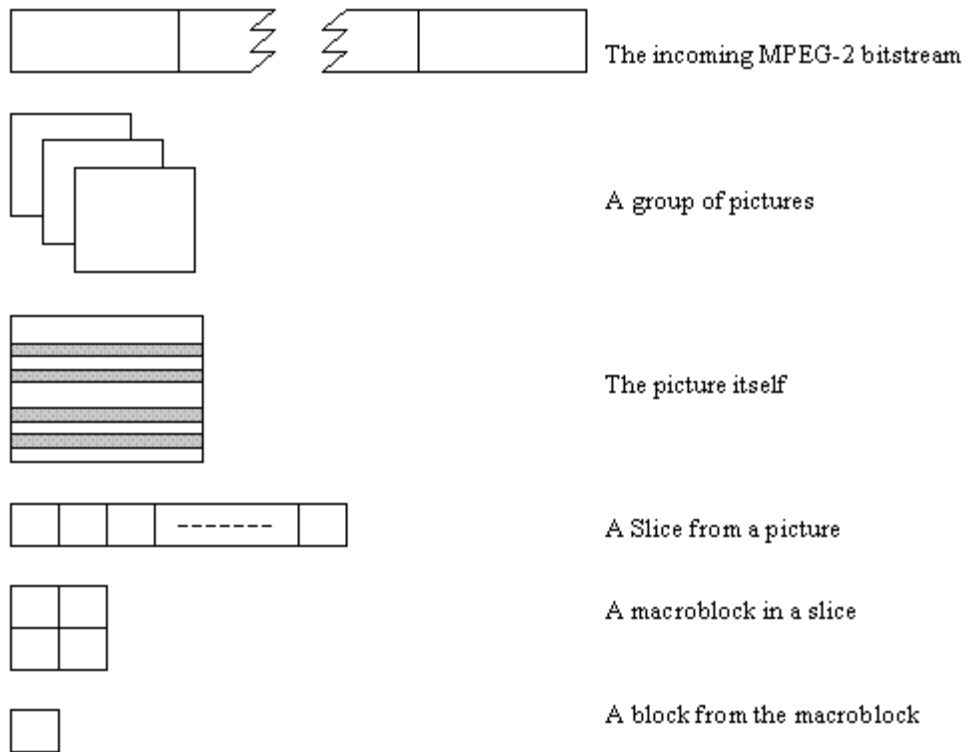 The incoming MPEG-2 bitstream
A group of pictures
The picture itself
A Slice from a picture
A macroblock in a slice
A block from the macroblock